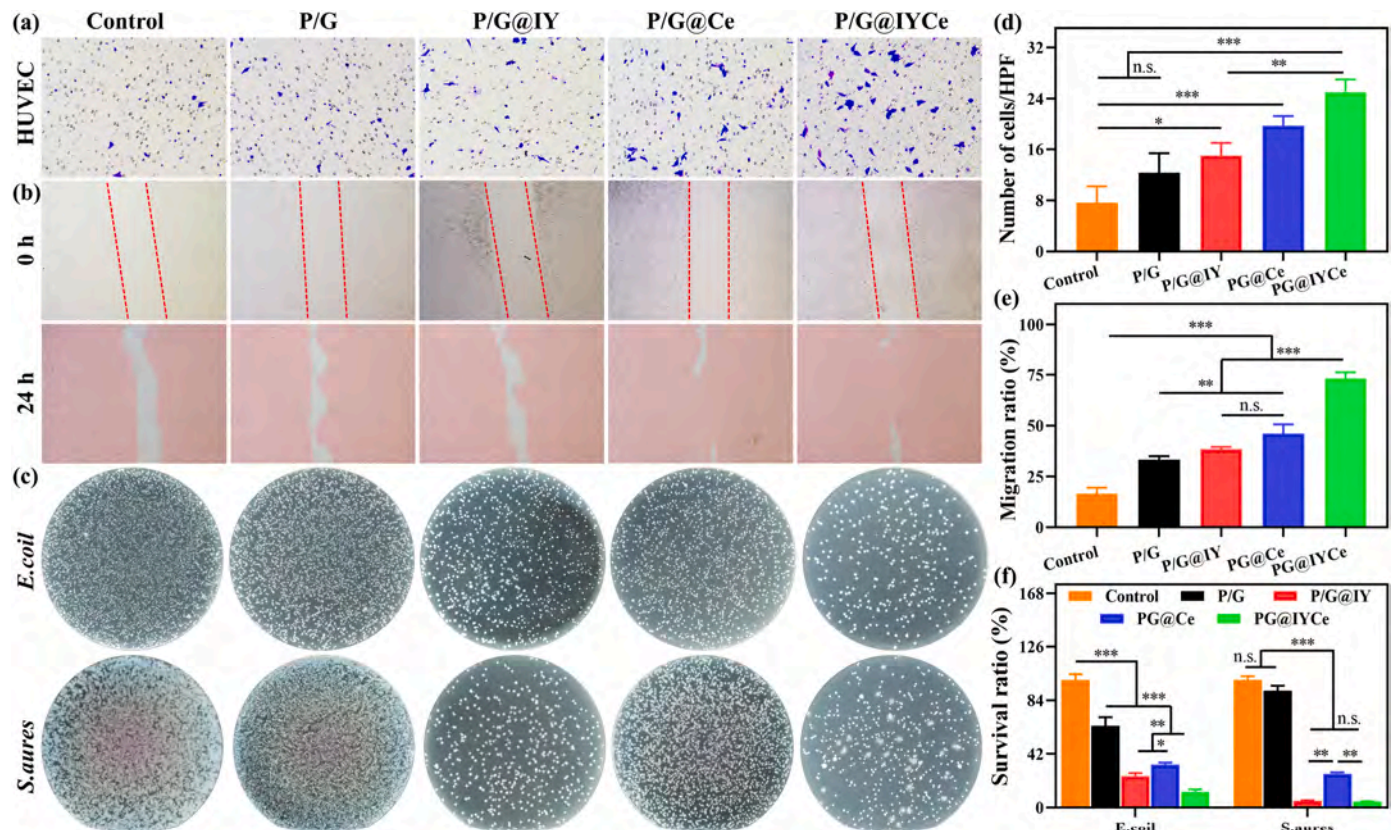 (a) Control P/G P/G@IY P/G@Ce P/G@IYCe
HUVEC
(b)
0 h
24 h
(c)
E.coil
S.aures
(d)
Number of cells/HPF
32
24
16
8
0
***
n.s.
**
***
*
Control P/G P/G@IY PG@Ce PG@IYCe
(e)
Migration ratio (%)
100
75
50
25
0
***
***
**
n.s.
Control P/G P/G@IY PG@Ce PG@IYCe
(f)
Survival ratio (%)
168
126
84
42
0
Control P/G P/G@IY
PG@Ce PG@IYCe
***
***
**
*
n.s.
***
n.s.
**
**
E-coil S-aures